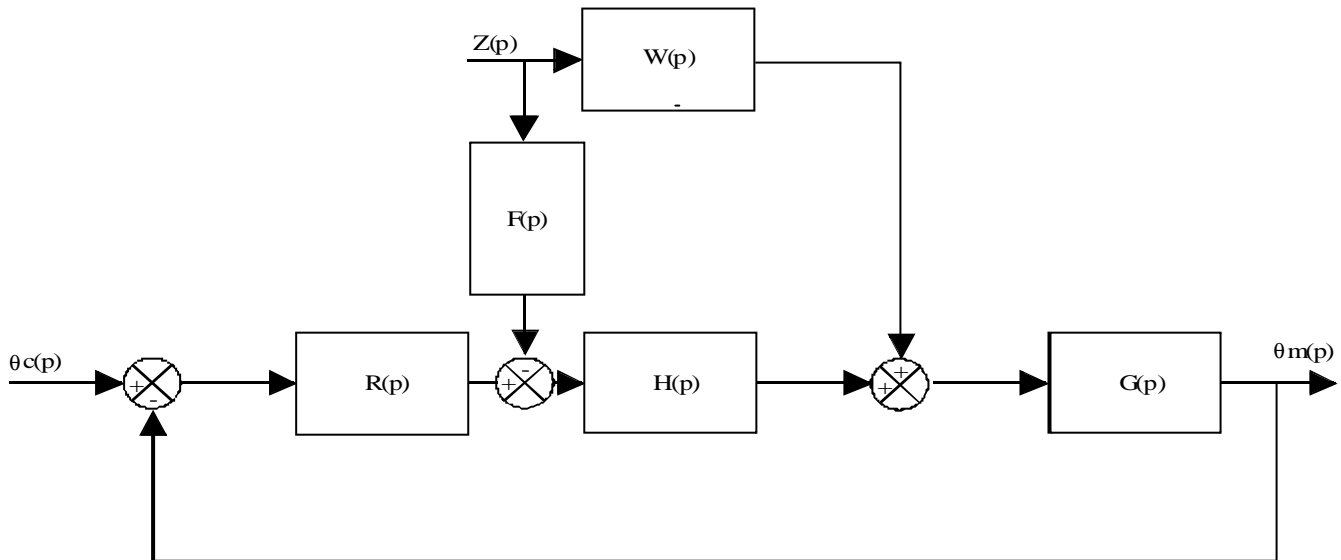 Z(p)
W(p)
-
F(p)
θc(p)
+
-
R(p)
-
+
H(p)
+
+
G(p)
θm(p)